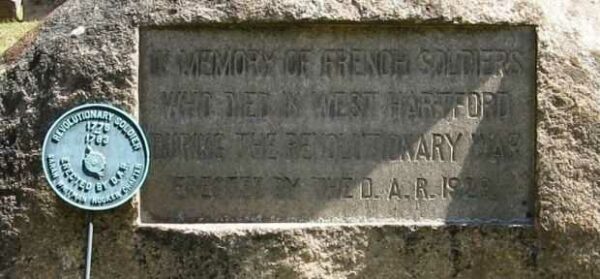 IN MEMORY OF FRENCH SOLDIERS
WHO DIED IN WEST HARTFORD
DURING THE REVOLUTIONARY WAR
ERECTED BY THE D. A. R.
REVOLUTIONARY SOLDIER
1775
1783
ERECTED BY D.A.R.
CHAPTER